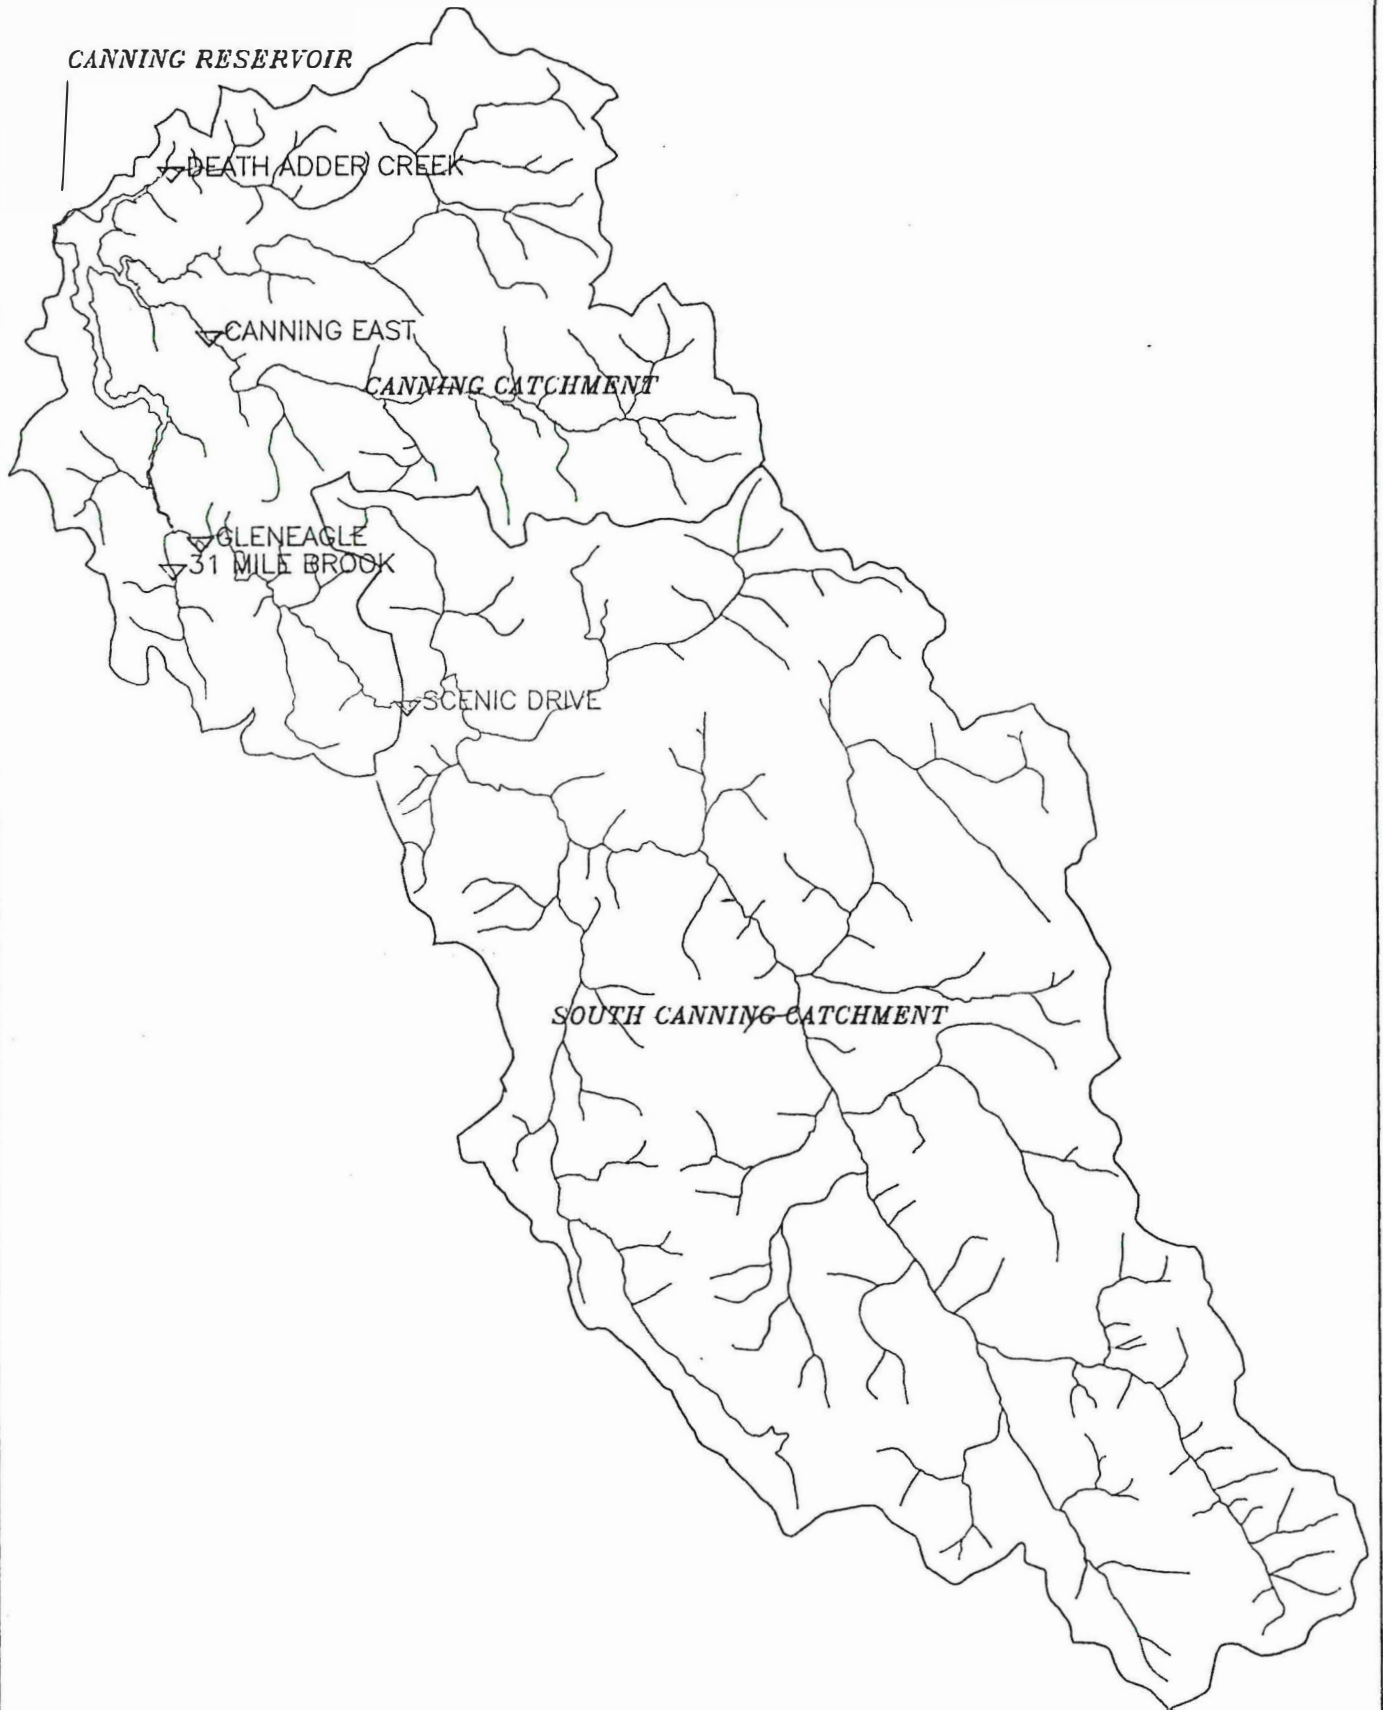 CANNING RESERVOIR
DEATH ADDER CREEK
CANNING EAST
CANNING CATCHMENT
GLENEAGLE
31 MILE BROOK
SCENIC DRIVE
SOUTH CANNING CATCHMENT